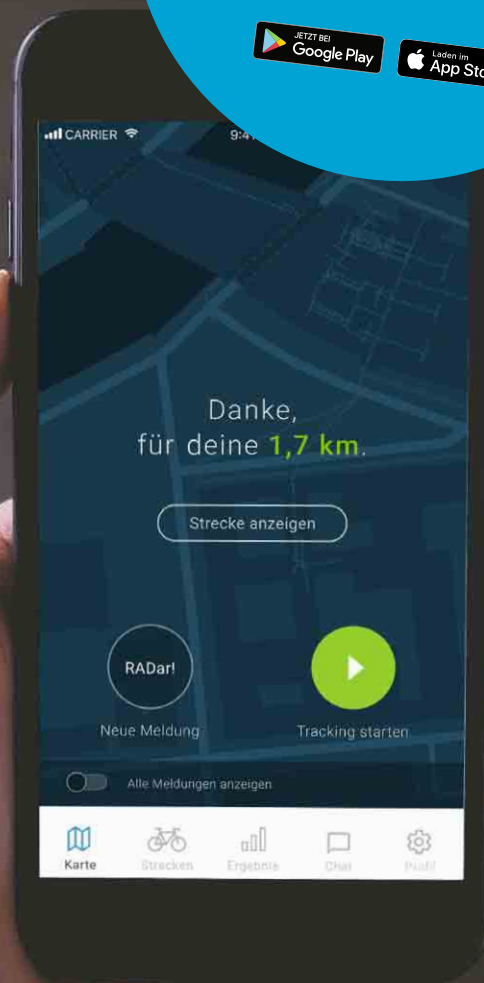 JETZT BEI
Google Play
Laden im
App Sto
CARRIER
9:41
Danke,
für deine 1,7 km.
Strecke anzeigen
RADar!
Neue Meldung
Tracking starten
Alle Meldungen anzeigen
Karte
Strecken
Ergebnis
Chat
Profil